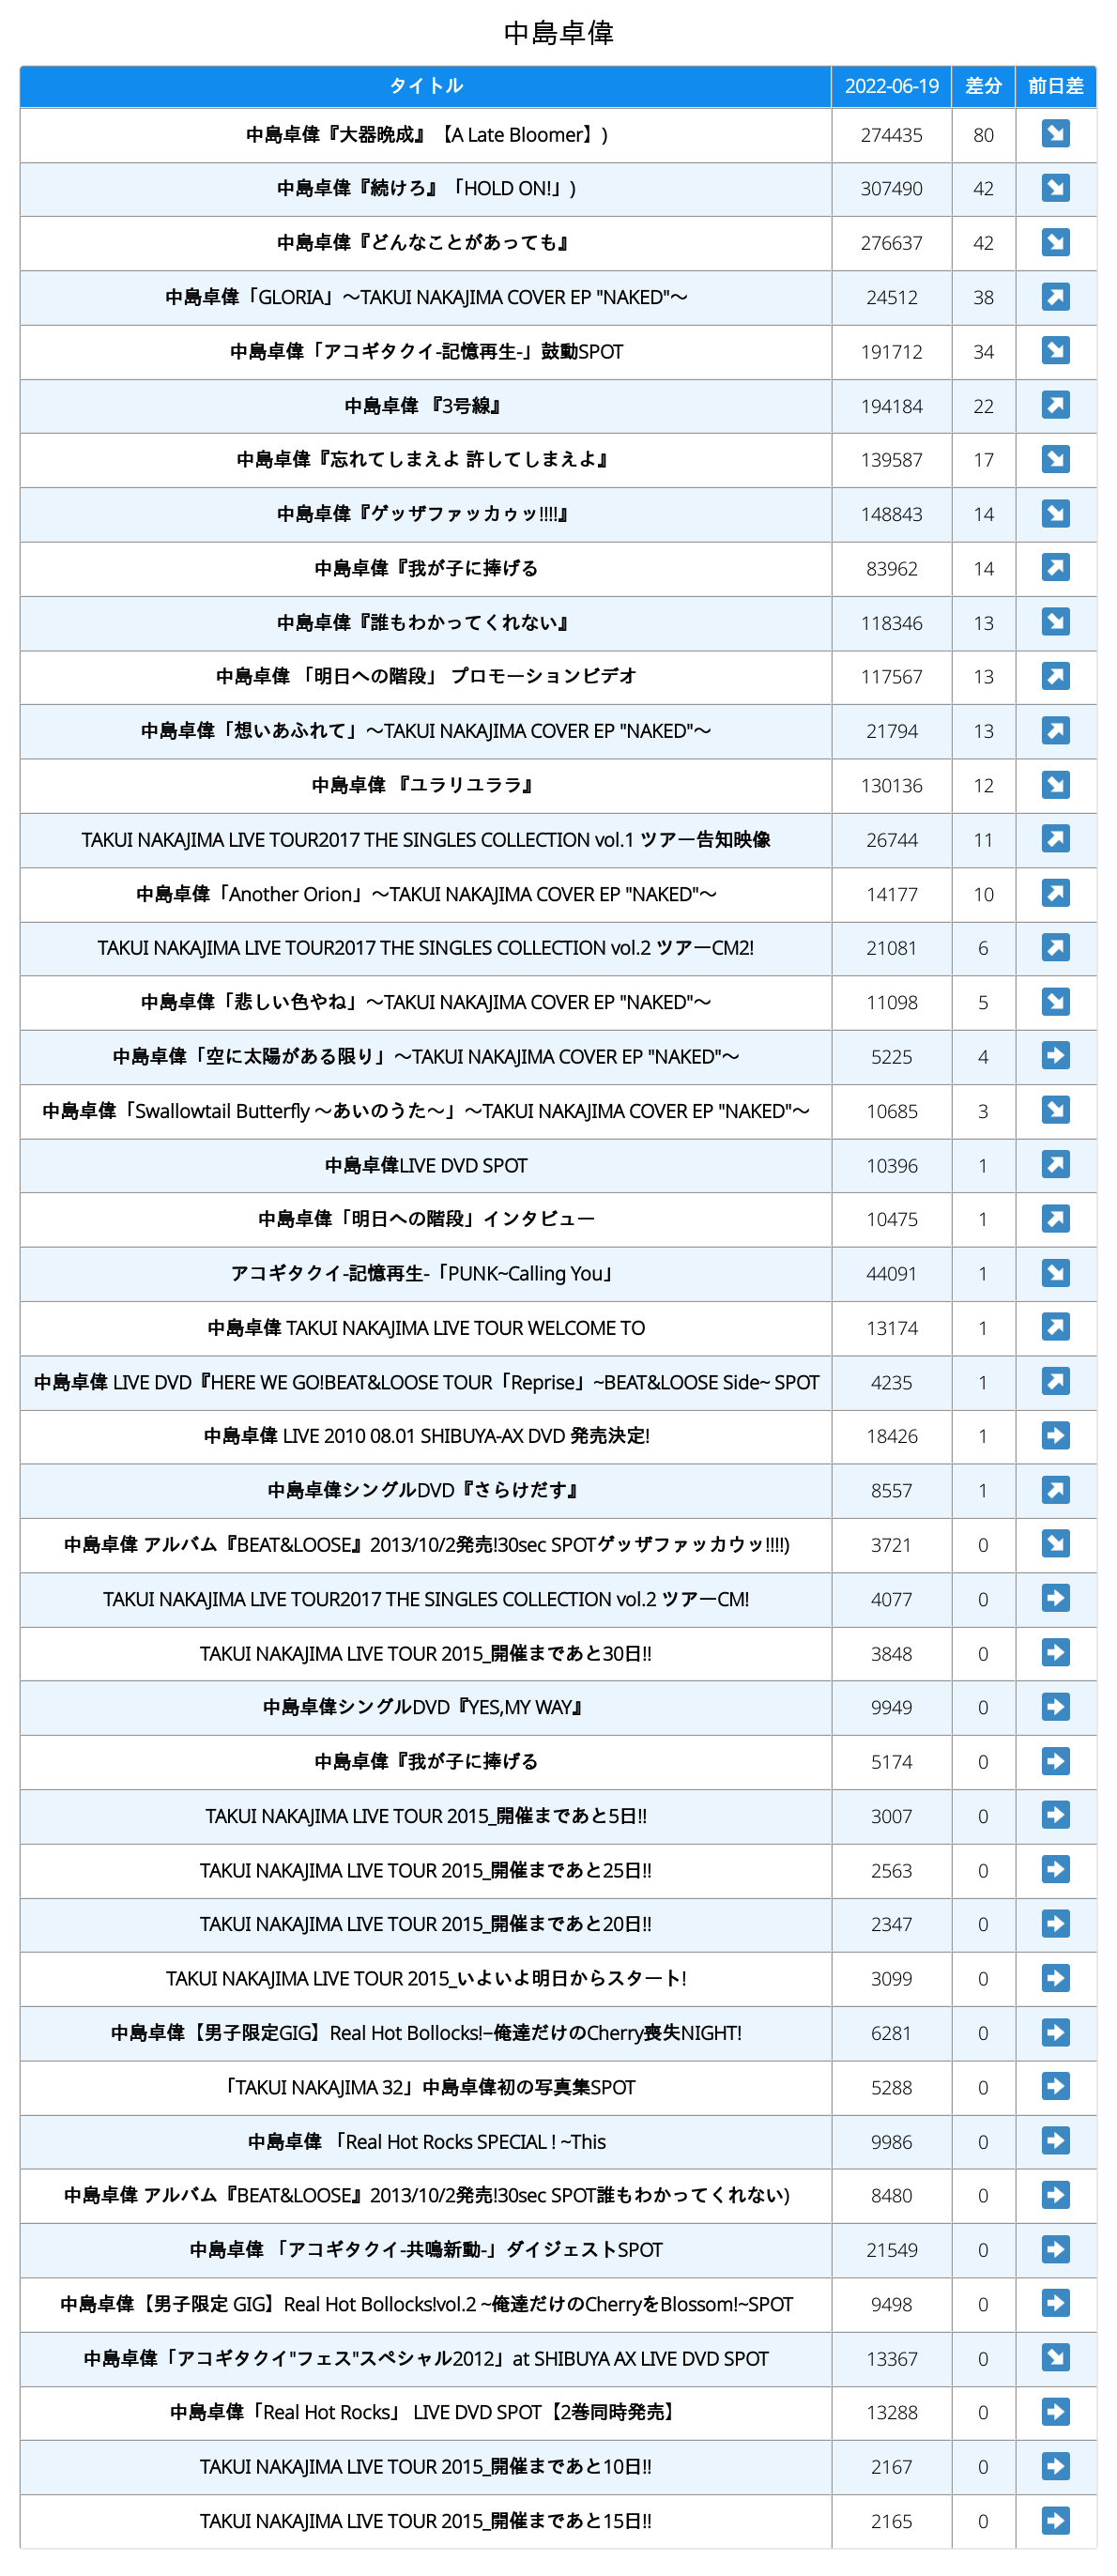 中島卓偉
タイトル 2022-06-19 差分 前日差
中島卓偉『大器晩成』【A Late Bloomer】) 274435 80 ↘
中島卓偉『続けろ』「HOLD ON!」) 307490 42 ↘
中島卓偉『どんなことがあっても』 276637 42 ↘
中島卓偉「GLORIA」～TAKUI NAKAJIMA COVER EP "NAKED"～ 24512 38 ↗
中島卓偉「アコギタクイ-記憶再生-」鼓動SPOT 191712 34 ↘
中島卓偉 『3号線』 194184 22 ↗
中島卓偉『忘れてしまえよ 許してしまえよ』 139587 17 ↘
中島卓偉『ゲッザファッカゥッ!!!!』 148843 14 ↘
中島卓偉『我が子に捧げる 83962 14 ↗
中島卓偉『誰もわかってくれない』 118346 13 ↘
中島卓偉 「明日への階段」 プロモーションビデオ 117567 13 ↗
中島卓偉「想いあふれて」～TAKUI NAKAJIMA COVER EP "NAKED"～ 21794 13 ↗
中島卓偉 『ユラリユララ』 130136 12 ↘
TAKUI NAKAJIMA LIVE TOUR2017 THE SINGLES COLLECTION vol.1 ツアー告知映像 26744 11 ↗
中島卓偉「Another Orion」～TAKUI NAKAJIMA COVER EP "NAKED"～ 14177 10 ↗
TAKUI NAKAJIMA LIVE TOUR2017 THE SINGLES COLLECTION vol.2 ツアーCM2! 21081 6 ↗
中島卓偉「悲しい色やね」～TAKUI NAKAJIMA COVER EP "NAKED"～ 11098 5 ↘
中島卓偉「空に太陽がある限り」～TAKUI NAKAJIMA COVER EP "NAKED"～ 5225 4 ➡
中島卓偉「Swallowtail Butterfly ～あいのうた～」～TAKUI NAKAJIMA COVER EP "NAKED"～ 10685 3 ↘
中島卓偉LIVE DVD SPOT 10396 1 ↗
中島卓偉「明日への階段」インタビュー 10475 1 ↗
アコギタクイ-記憶再生-「PUNK~Calling You」 44091 1 ↘
中島卓偉 TAKUI NAKAJIMA LIVE TOUR WELCOME TO 13174 1 ↗
中島卓偉 LIVE DVD『HERE WE GO!BEAT&LOOSE TOUR「Reprise」~BEAT&LOOSE Side~ SPOT 4235 1 ↗
中島卓偉 LIVE 2010 08.01 SHIBUYA-AX DVD 発売決定! 18426 1 ➡
中島卓偉シングルDVD『さらけだす』 8557 1 ↗
中島卓偉 アルバム『BEAT&LOOSE』2013/10/2発売!30sec SPOTゲッザファッカウッ!!!!) 3721 0 ↘
TAKUI NAKAJIMA LIVE TOUR2017 THE SINGLES COLLECTION vol.2 ツアーCM! 4077 0 ➡
TAKUI NAKAJIMA LIVE TOUR 2015_開催まであと30日!! 3848 0 ➡
中島卓偉シングルDVD『YES,MY WAY』 9949 0 ➡
中島卓偉『我が子に捧げる 5174 0 ➡
TAKUI NAKAJIMA LIVE TOUR 2015_開催まであと5日!! 3007 0 ➡
TAKUI NAKAJIMA LIVE TOUR 2015_開催まであと25日!! 2563 0 ➡
TAKUI NAKAJIMA LIVE TOUR 2015_開催まであと20日!! 2347 0 ➡
TAKUI NAKAJIMA LIVE TOUR 2015_いよいよ明日からスタート! 3099 0 ➡
中島卓偉【男子限定GIG】Real Hot Bollocks!−俺達だけのCherry喪失NIGHT! 6281 0 ➡
「TAKUI NAKAJIMA 32」中島卓偉初の写真集SPOT 5288 0 ➡
中島卓偉 「Real Hot Rocks SPECIAL ! ~This 9986 0 ➡
中島卓偉 アルバム『BEAT&LOOSE』2013/10/2発売!30sec SPOT誰もわかってくれない) 8480 0 ➡
中島卓偉 「アコギタクイ-共鳴新動-」ダイジェストSPOT 21549 0 ➡
中島卓偉【男子限定 GIG】Real Hot Bollocks!vol.2 ~俺達だけのCherryをBlossom!~SPOT 9498 0 ➡
中島卓偉「アコギタクイ"フェス"スペシャル2012」at SHIBUYA AX LIVE DVD SPOT 13367 0 ↘
中島卓偉「Real Hot Rocks」 LIVE DVD SPOT【2巻同時発売】 13288 0 ➡
TAKUI NAKAJIMA LIVE TOUR 2015_開催まであと10日!! 2167 0 ➡
TAKUI NAKAJIMA LIVE TOUR 2015_開催まであと15日!! 2165 0 ➡